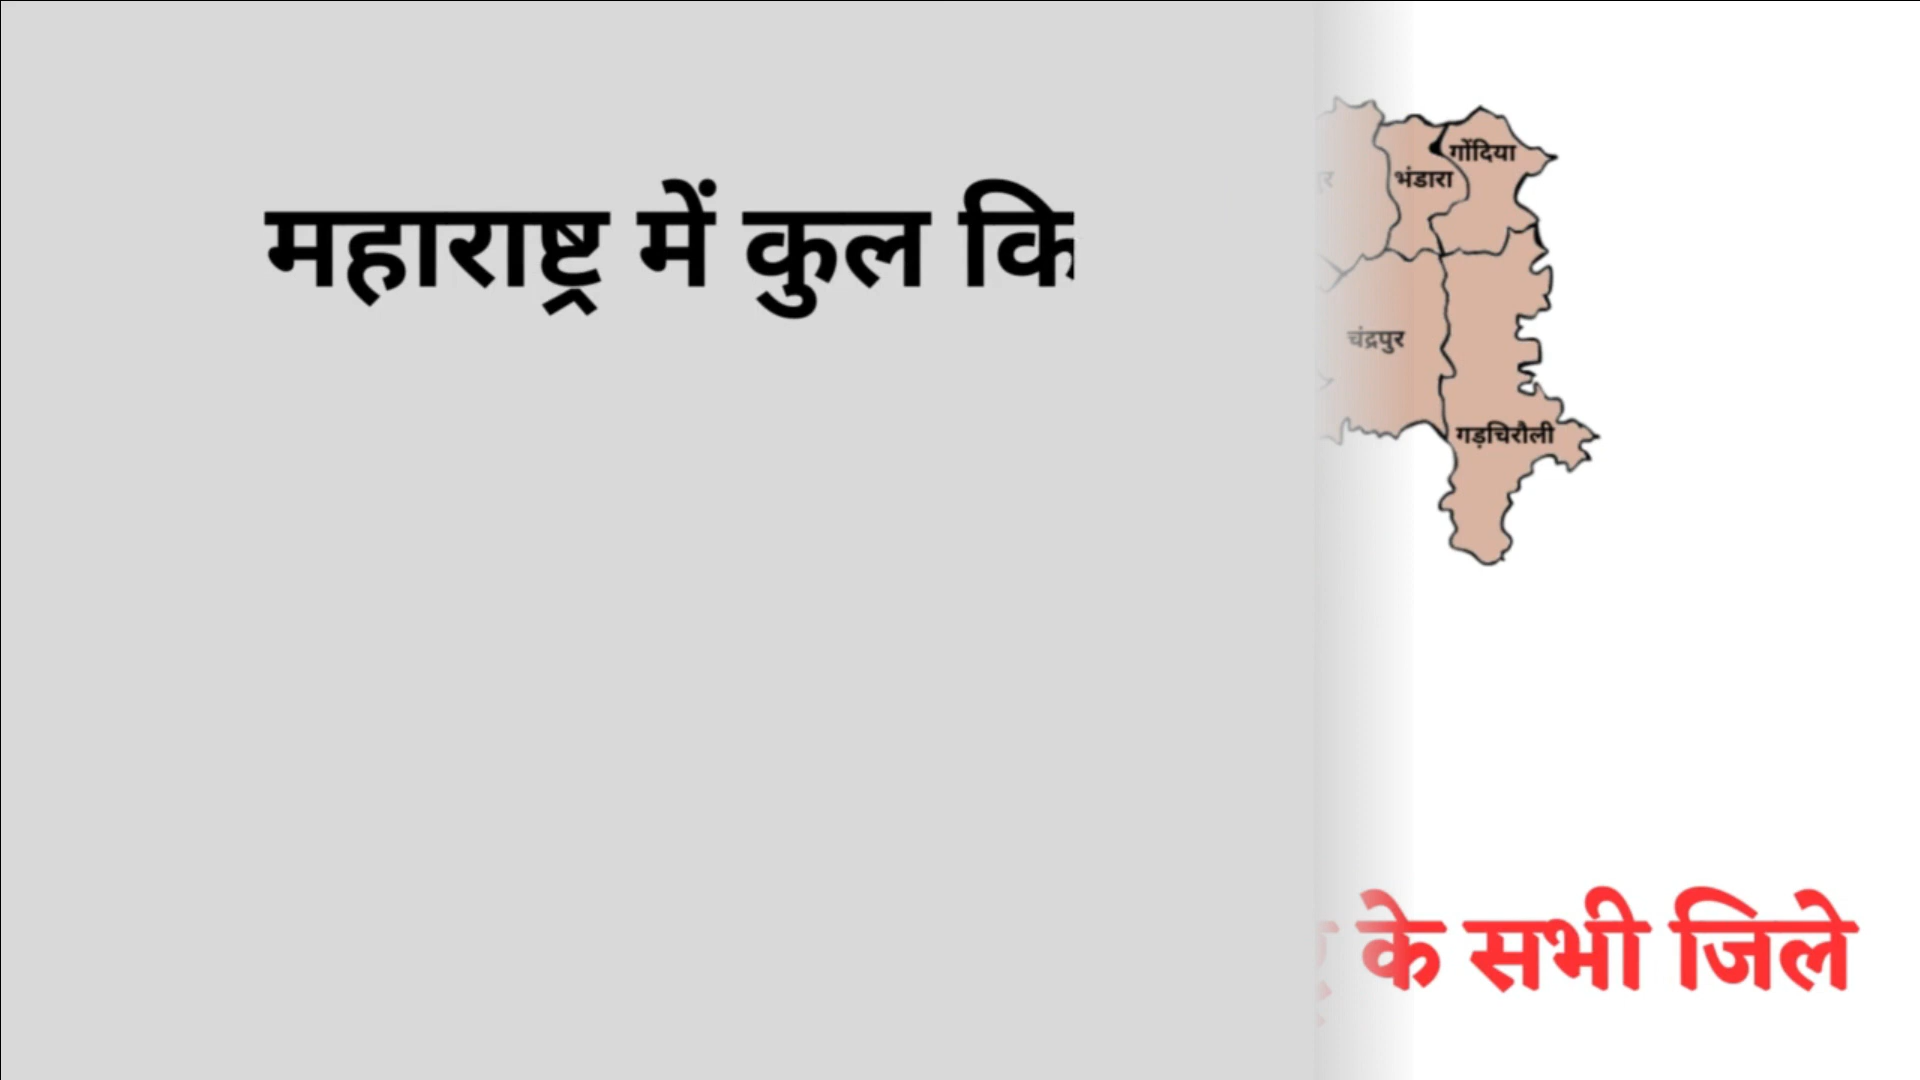 महाराष्ट्र में कुल कि
गोंदिया
भंडारा
चंद्रपुर
गड़चिरौली
के सभी जिले